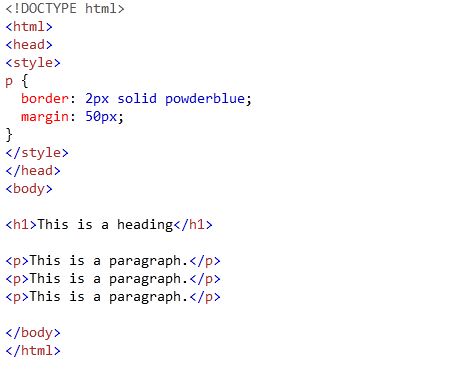 <!DOCTYPE html>
<html>
<head>
<style>
p {
  border: 2px solid powderblue;
  margin: 50px;
}
</style>
</head>
<body>

<h1>This is a heading</h1>

<p>This is a paragraph.</p>
<p>This is a paragraph.</p>
<p>This is a paragraph.</p>

</body>
</html>